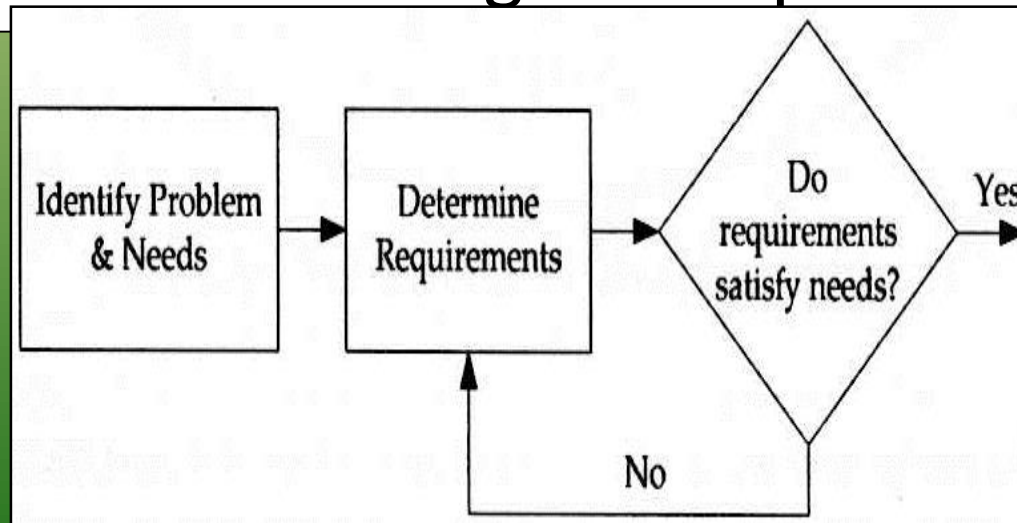 Identify Problem
& Needs
Determine
Requirements
Do
requirements
satisfy needs?
Yes
No